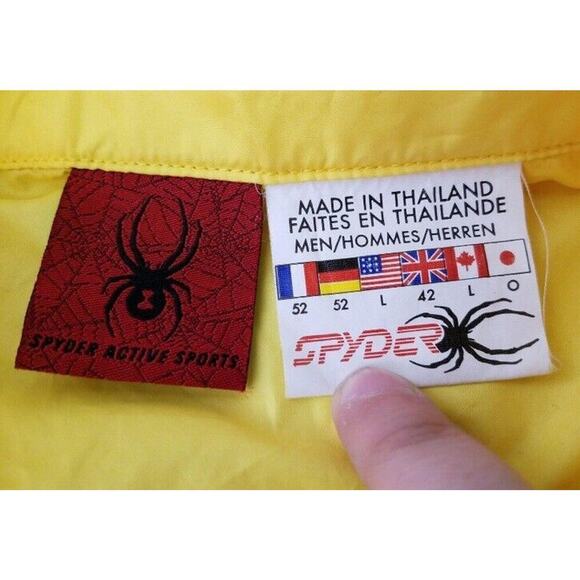 SPYDER ACTIVE SPORTS
MADE IN THAILAND
FAITES EN THAILANDE
MEN/HOMMES/HERREN
52 52 L 42 L O
SPYDER